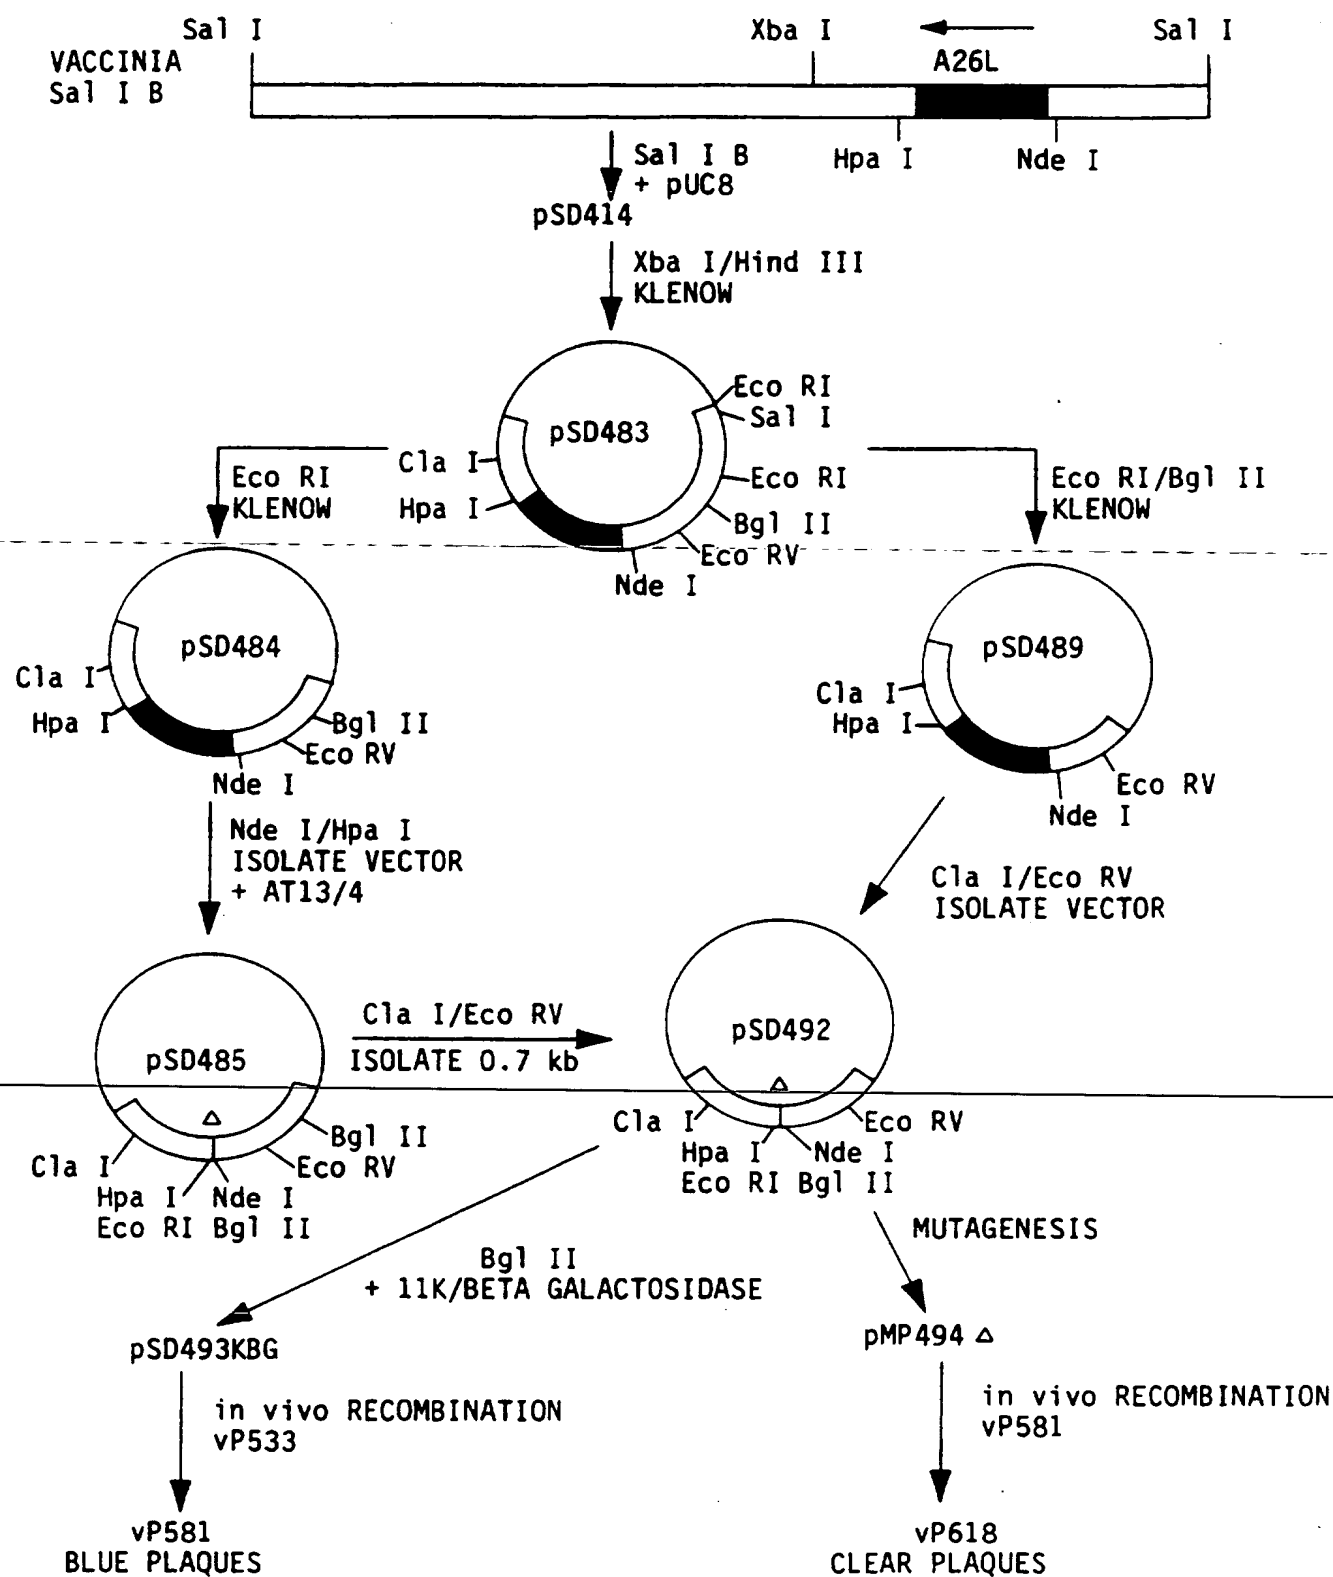 Sal I
Xba I
Sal I
VACCINIA
Sal I B
A26L
Hpa I
Nde I
Sal I B
+ pUC8
pSD414
Xba I/Hind III
KLENOW
pSD483
Eco RI
Sal I
Eco RI
Bgl II
Eco RV
Nde I
Cla I
Hpa I
Eco RI
KLENOW
Eco RI/Bgl II
KLENOW
pSD484
Cla I
Hpa I
Bgl II
Eco RV
Nde I
pSD489
Cla I
Hpa I
Eco RV
Nde I
Nde I/Hpa I
ISOLATE VECTOR
+ AT13/4
Cla I/Eco RV
ISOLATE VECTOR
pSD485
Δ
Cla I
Bgl II
Eco RV
Hpa I Nde I
Eco RI Bgl II
Cla I/Eco RV
ISOLATE 0.7 kb
pSD492
Δ
Cla I
Eco RV
Hpa I Nde I
Eco RI Bgl II
Bgl II
+ 11K/BETA GALACTOSIDASE
MUTAGENESIS
pSD493KBG
pMP494 Δ
in vivo RECOMBINATION
vP533
in vivo RECOMBINATION
vP581
vP581
BLUE PLAQUES
vP618
CLEAR PLAQUES